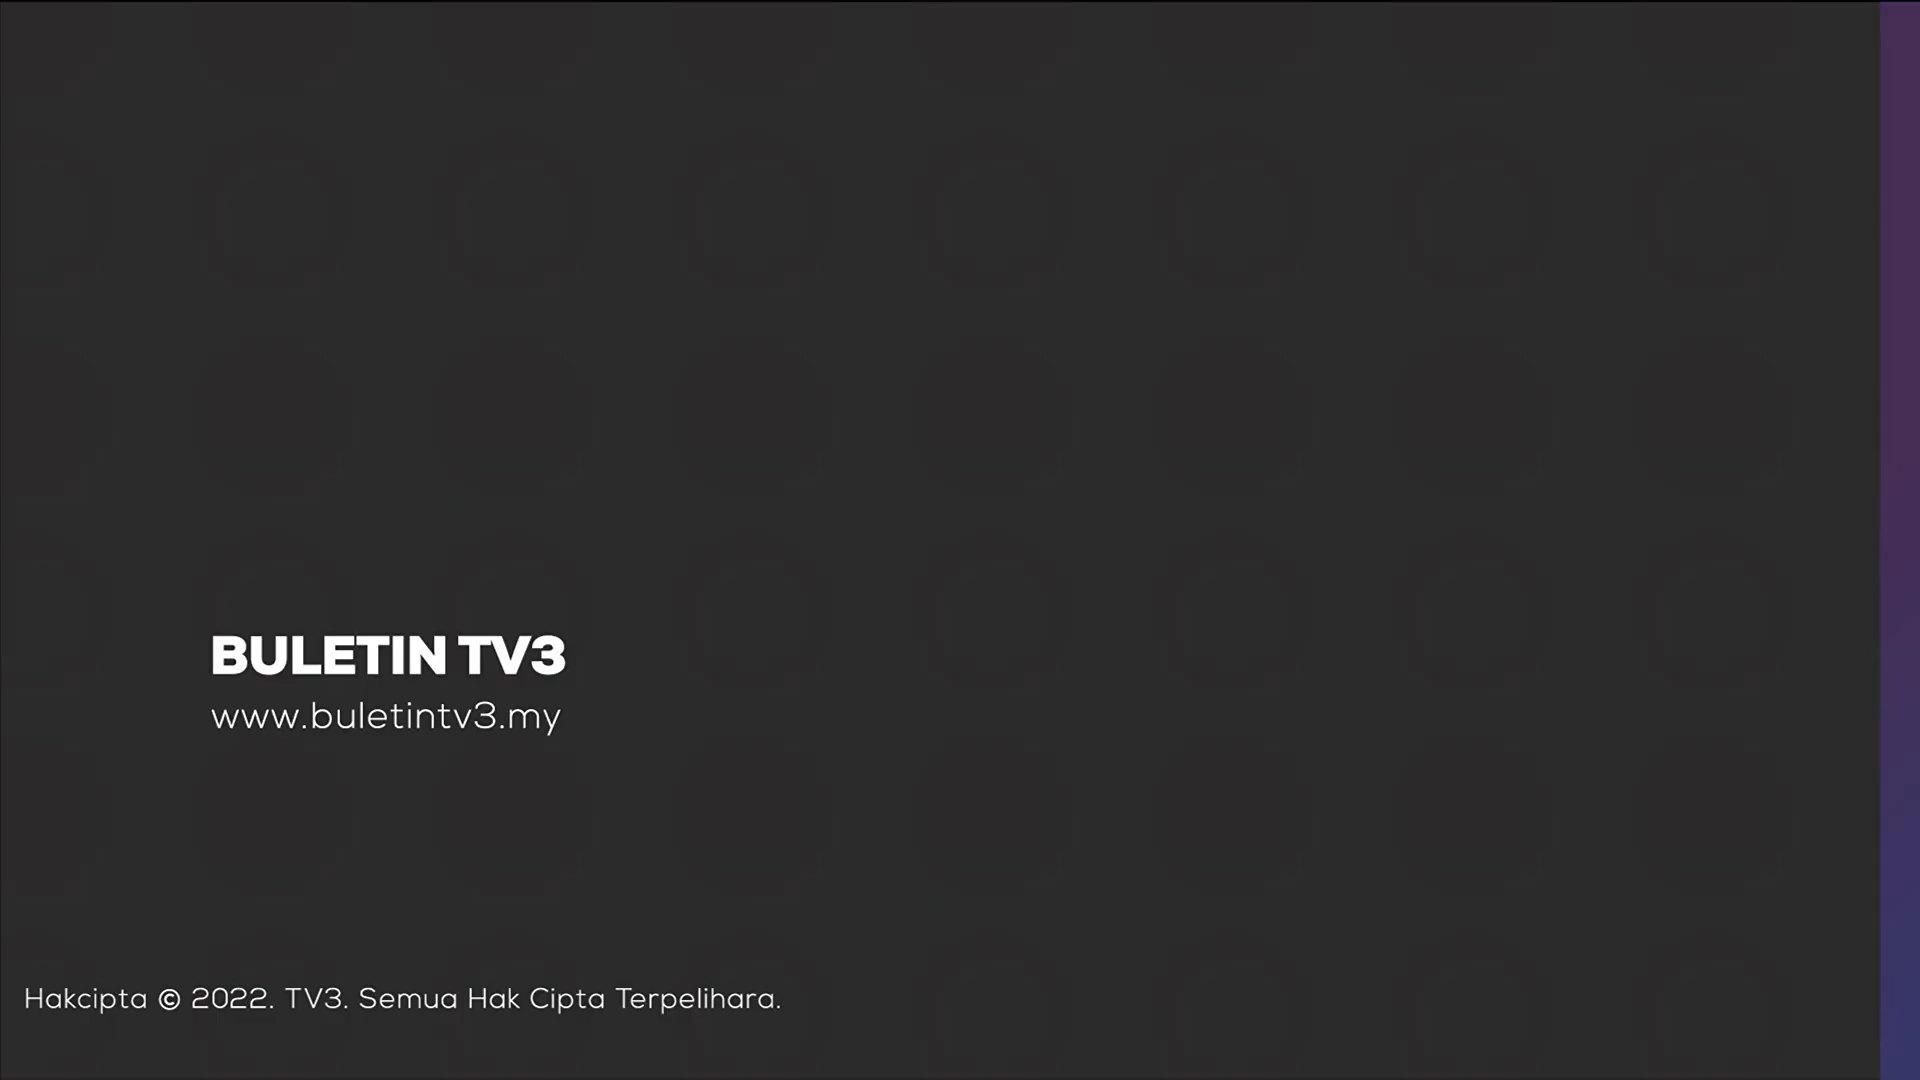 BULETIN TV3
www.buletintv3.my
Hakcipta © 2022. TV3. Semua Hak Cipta Terpelihara.